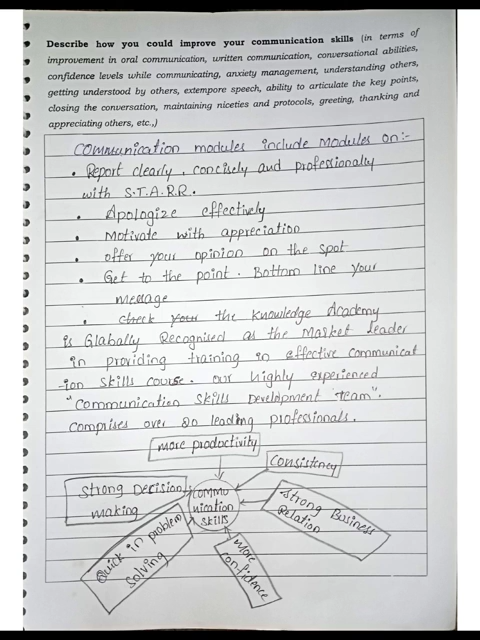 Describe how you could improve your communication skills (in terms of
improvement in oral communication, written communication, conversational abilities,
confidence levels while communicating, anxiety management, understanding others,
getting understood by others, extempore speech, ability to articulate the key points,
closing the conversation, maintaining niceties and protocols, greeting, thanking and
appreciating others, etc.,)
Communication modules include Modules on:-
• Report clearly, concisely and professionally
with S.T.A.R.R.
• Apologize effectively
• Motivate with appreciation
• offer your opinion on the spot
• Get to the point. Bottom line your
message
• check your the knowledge Academy
is Glabally Recognised as the Market leader
in providing training in effective communicat
-ion skills course. our highly experienced
"Communication skills Development team".
comprises over 20 leading professinnals.
more productivity
consistency
Strong Decision
making
commu
nication
skills
Strong Business
Relation
Quick in problem
solving
more
confidence